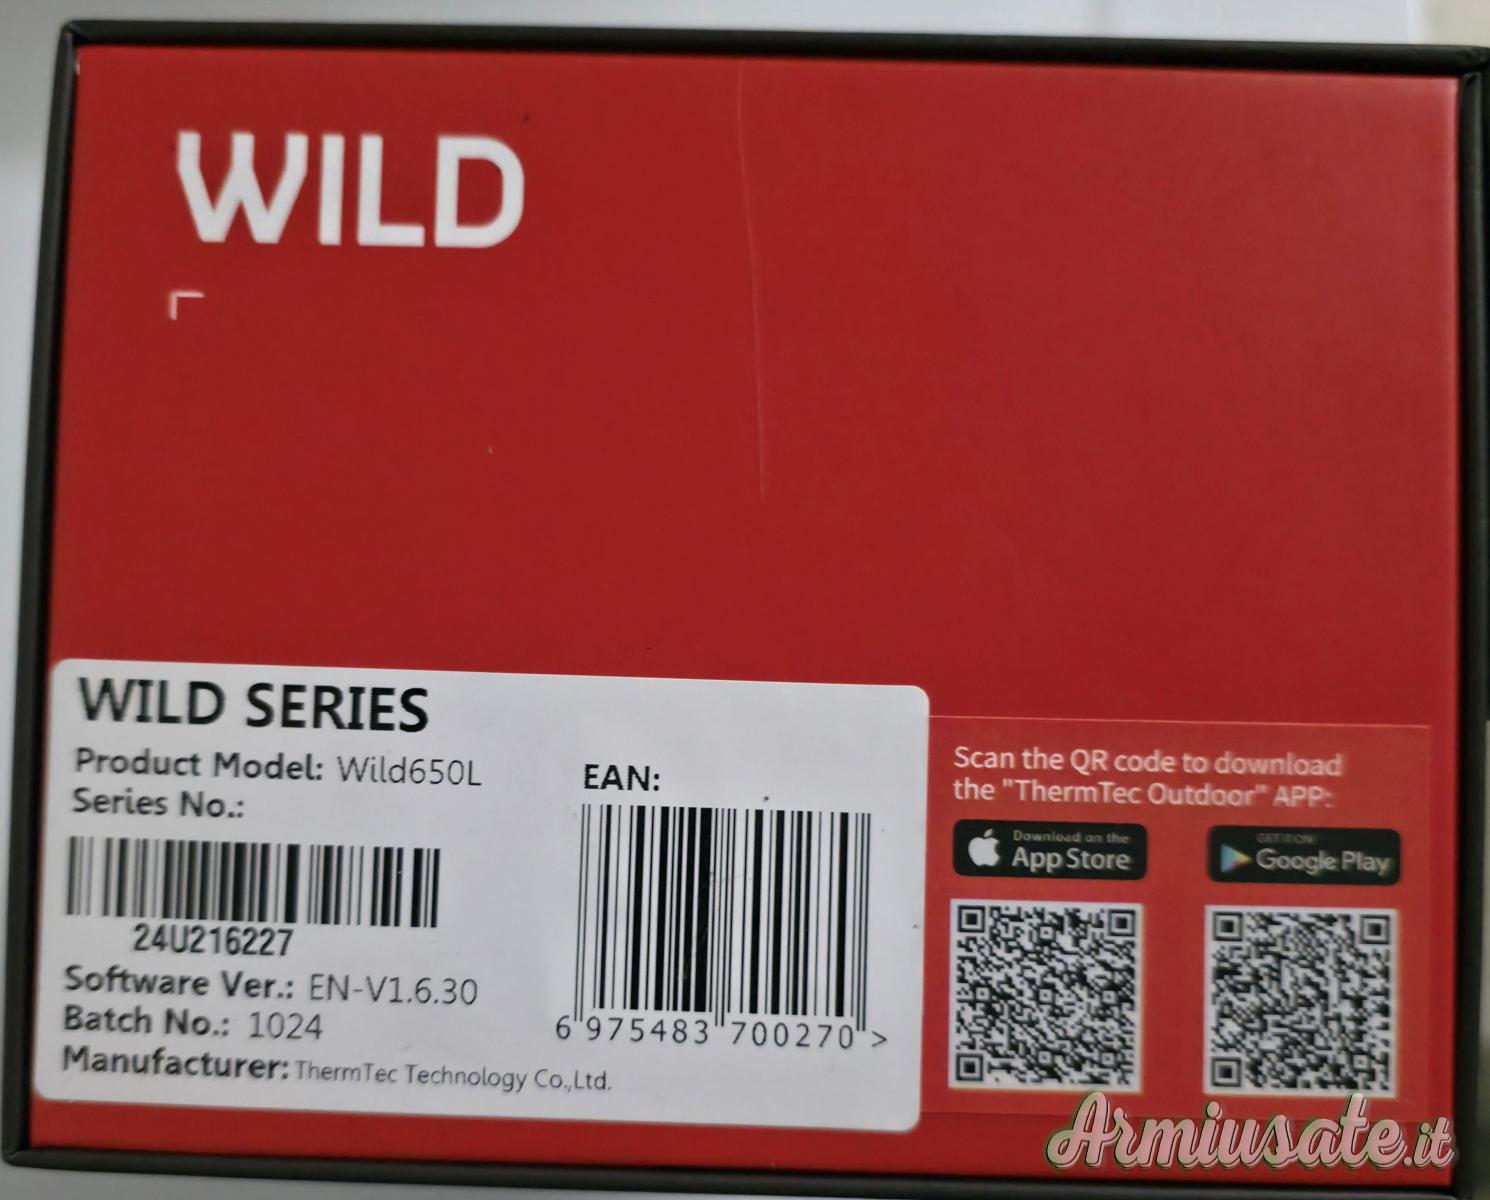 WILD
WILD SERIES
Product Model: Wild650L
Series No.:
24U216227
Software Ver.: EN-V1.6.30
Batch No.: 1024
Manufacturer: ThermTec Technology Co.,Ltd.
EAN:
6 975483 700270 >
Scan the QR code to download
the "ThermTec Outdoor" APP:
Download on the
App Store
GET IT ON
Google Play
Armiusate.it